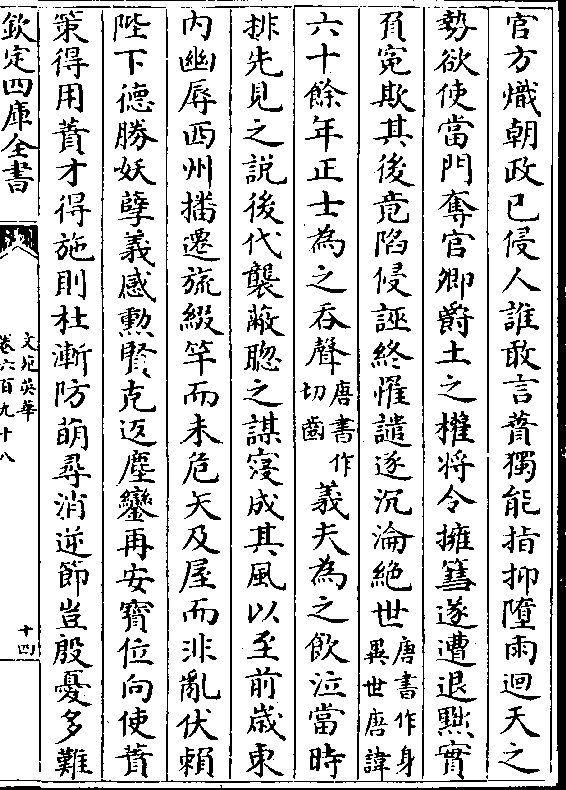 官方熾朝政已侵人誰敢言蕡獨能指抑墮雨迴天之
勢欲使當門奪官卿爵土之權將令擁篲遂遭退黜實
負冤欺其後竟陷侵誣終罹譴逐沉淪絶世唐書作身異世唐諱
六十餘年正士為之吞聲唐書作切齒義夫為之飲泣當時
排先見之說後代襲蔽聰之謀寖成其風以至前歲東
内幽辱西州播遷旒綴竿而未危矢及屋而非亂伏賴
陛下德勝妖孽義感勲賢克迈塵鑾再安寶位向使蕡
策得用蕡才得施則杜漸防萌尋消逆節豈殷憂多難
欽定四庫全書
文苑英華
卷六百九十八
十四